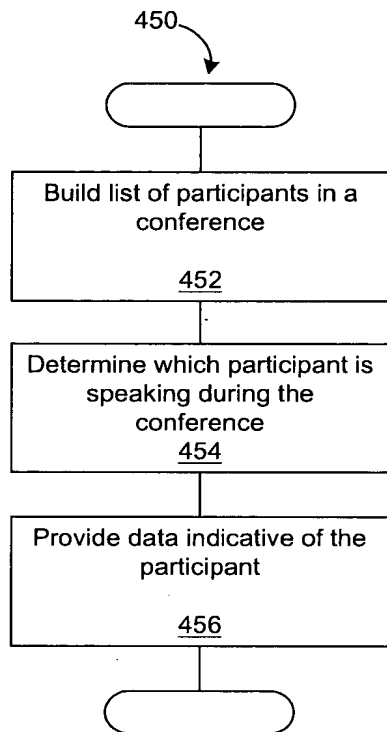 450
Build list of participants in a
conference
452
Determine which participant is
speaking during the
conference
454
Provide data indicative of the
participant
456